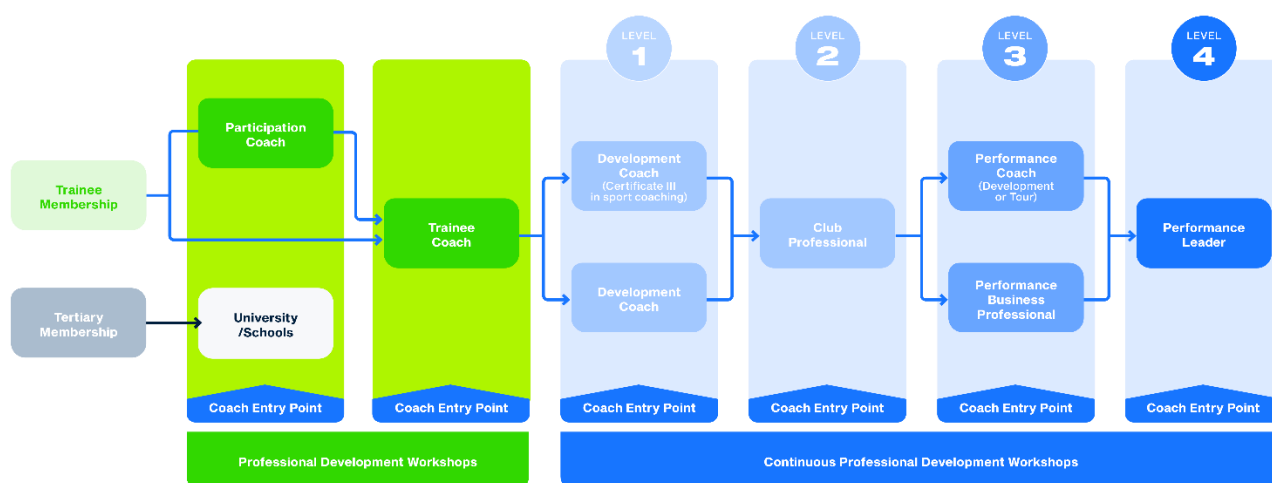 LEVEL
1
LEVEL
2
LEVEL
3
LEVEL
4
Participation
Coach
Trainee
Membership
Trainee
Coach
Development
Coach
(Certificate III
in sport coaching)
Club
Professional
Performance
Coach
(Development
or Tour)
Performance
Leader
Tertiary
Membership
University
/Schools
Development
Coach
Performance
Business
Professional
Coach Entry Point
Coach Entry Point
Coach Entry Point
Coach Entry Point
Coach Entry Point
Coach Entry Point
Professional Development Workshops
Continuous Professional Development Workshops